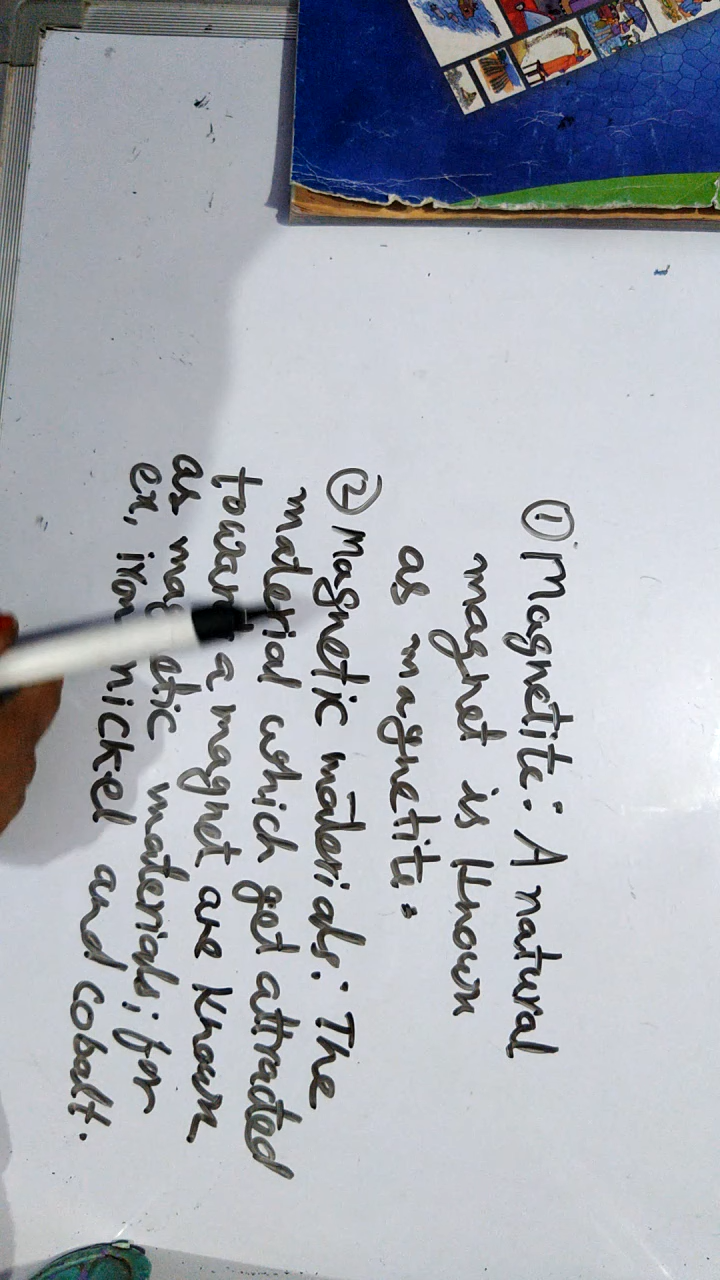 ① Magnetite: A natural
magnet is known
as magnetite.
② Magnetic materials: The
material which get attracted
a magnet are known
as materials; for
ex, iron nickel and cobalt.